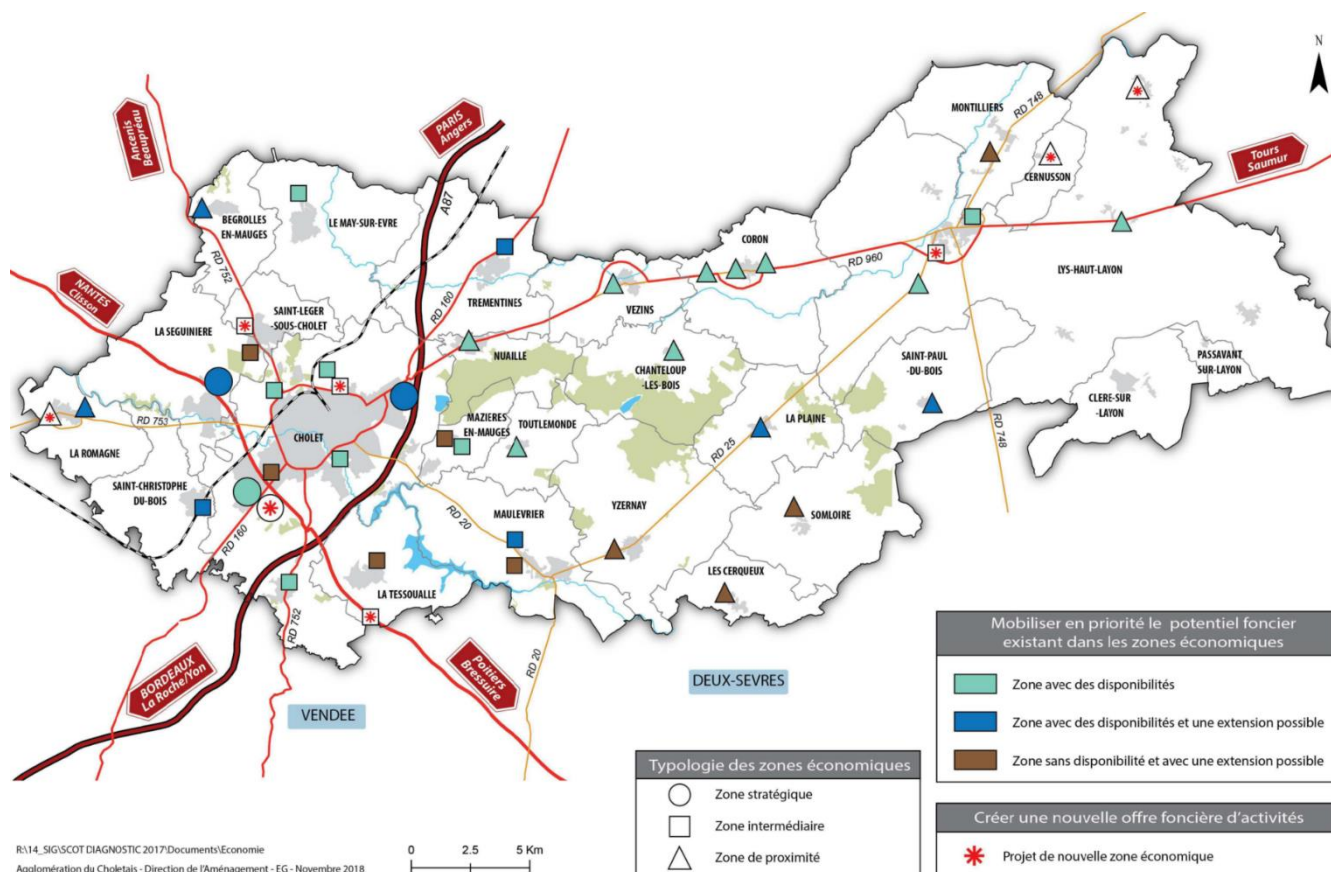 N
Ancenis
Beaupréau
PARIS
Angers
MONTILLIERS
RD 748
Tours
Saumur
CERNUSSON
A87
BEGROLLES
EN-MAUGES
LE MAY-SUR-EVRE
CORON
RD 752
RD 960
LYS-HAUT-LAYON
NANTES
Clisson
RD 160
TREMENTINES
VEZINS
SAINT-LEGER
-SOUS-CHOLET
LA SEGUINIERE
NUAILLE
CHANTELOUP
-LES-BOIS
SAINT-PAUL
-DU-BOIS
PASSAVANT
SUR-LAYON
CLERE-SUR
-LAYON
MAZIERES
EN-MAUGES
TOUTLEMONDE
LA PLAINE
RD 753
CHOLET
LA ROMAGNE
RD 25
RD 748
SAINT-CHRISTOPHE
DU-BOIS
YZERNAY
SOMLOIRE
RD 20
MAULEVRIER
RD 160
LES CERQUEUX
LA TESSOUALLE
RD 752
RD 20
BORDEAUX
La Roche/Yon
Poitiers
Bressuire
DEUX-SEVRES
VENDEE
Mobiliser en priorité le potentiel foncier
existant dans les zones économiques
Zone avec des disponibilités
Zone avec des disponibilités et une extension possible
Zone sans disponibilité et avec une extension possible
Typologie des zones économiques
Zone stratégique
Zone intermédiaire
Zone de proximité
Créer une nouvelle offre foncière d'activités
Projet de nouvelle zone économique
R:\14_SIG\SCOT DIAGNOSTIC 2017\Documents\Economie
Agglomération du Choletais - Direction de l'Aménagement - EG - Novembre 2018
0 2.5 5 Km